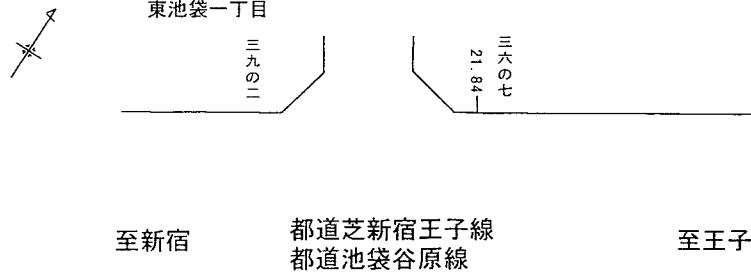 東池袋一丁目
三九の二
三六の七
21.84
至新宿
都道芝新宿王子線
都道池袋谷原線
至王子